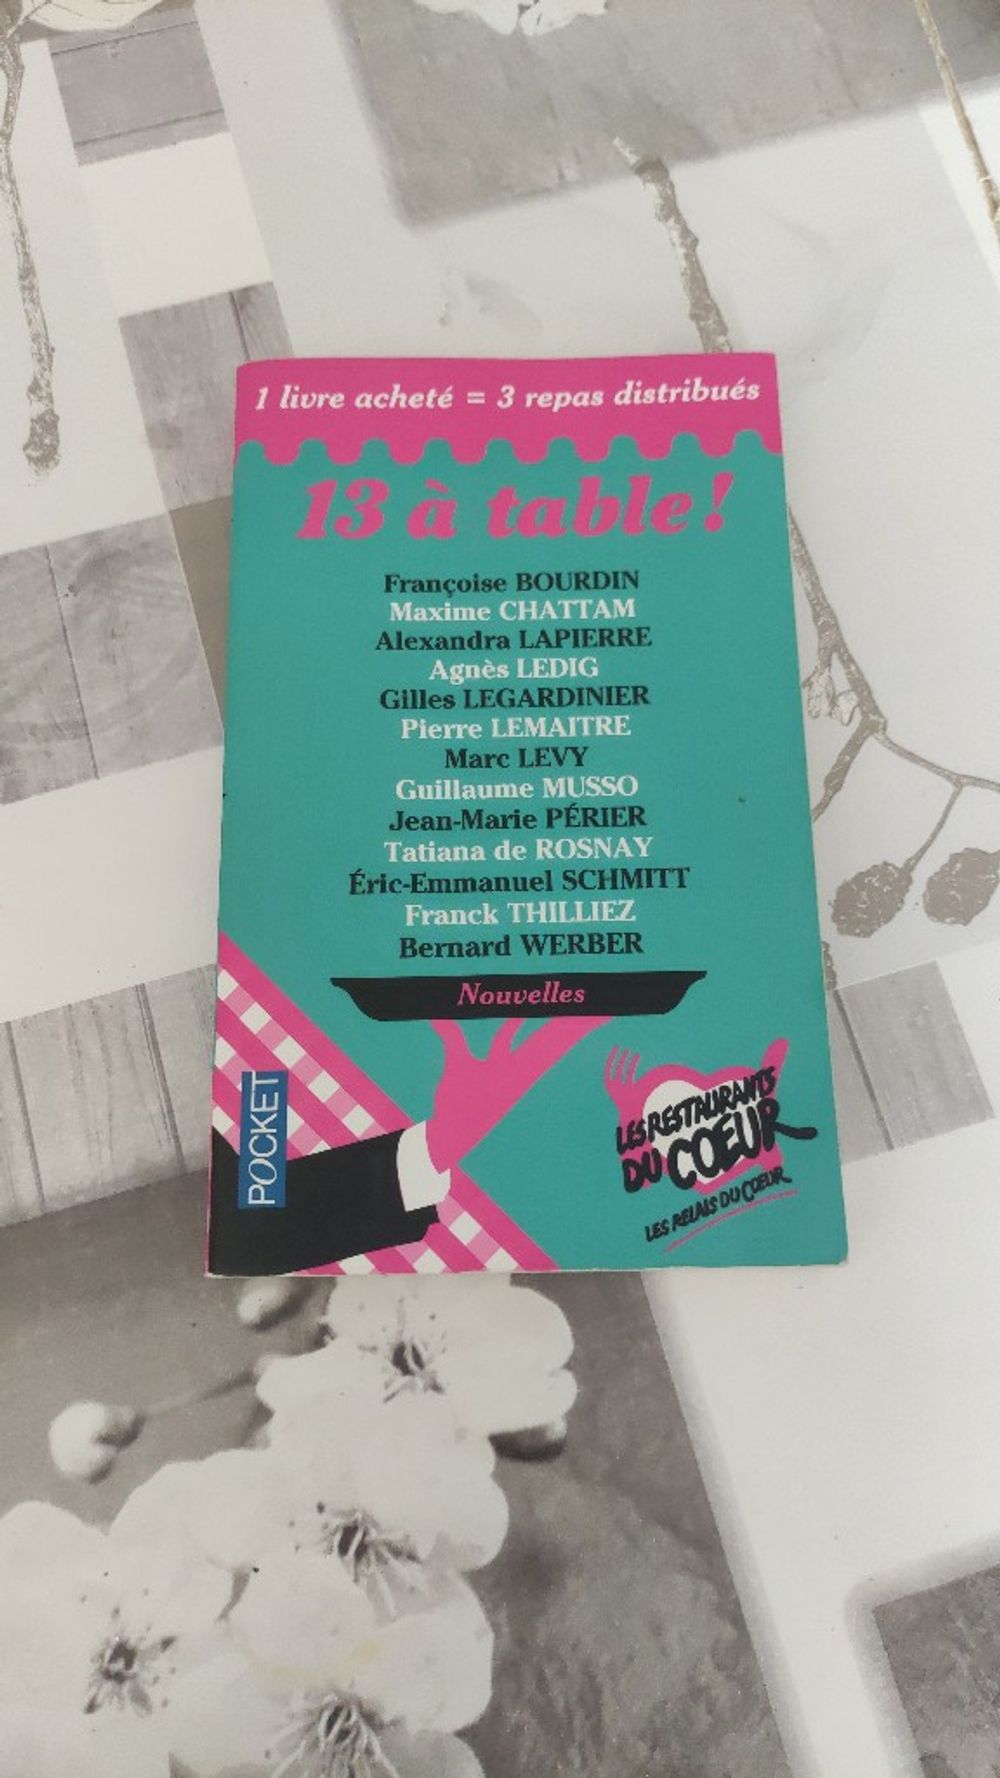 1 livre acheté = 3 repas distribués
13 à table!
Françoise BOURDIN
Maxime CHATTAM
Alexandra LAPIERRE
Agnès LEDIG
Gilles LEGARDINIER
Pierre LEMAITRE
Marc LEVY
Guillaume MUSSO
Jean-Marie PÉRIER
Tatiana de ROSNAY
Éric-Emmanuel SCHMITT
Franck THILLIEZ
Bernard WERBER
Nouvelles
POCKET
LES RESTAURANTS
DU COEUR
LES RELAIS DU COEUR